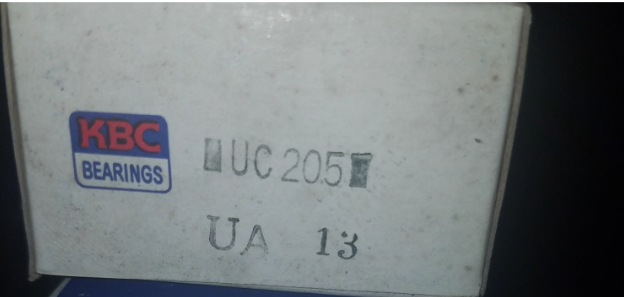 KBC
BEARINGS
UC 205
UA 13